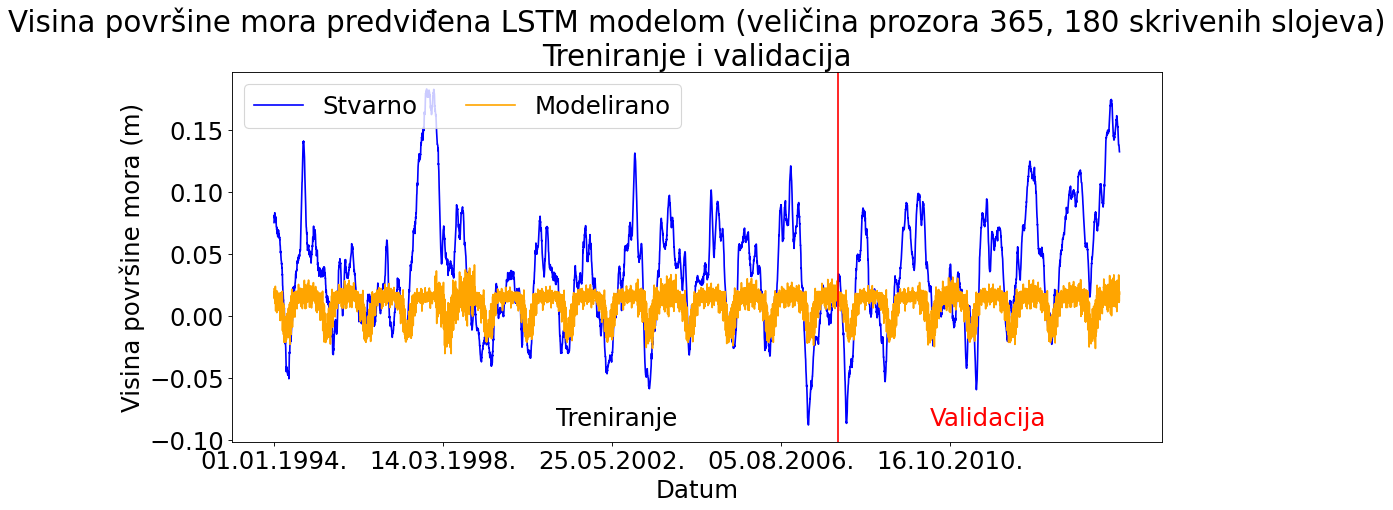 Visina površine mora predviđena LSTM modelom (veličina prozora 365, 180 skrivenih slojeva)
Treniranje i validacija
Stvarno
Modelirano
Visina površine mora (m)
0.15
0.10
0.05
0.00
−0.05
−0.10
Treniranje
Validacija
01.01.1994.
14.03.1998.
25.05.2002.
05.08.2006.
16.10.2010.
Datum